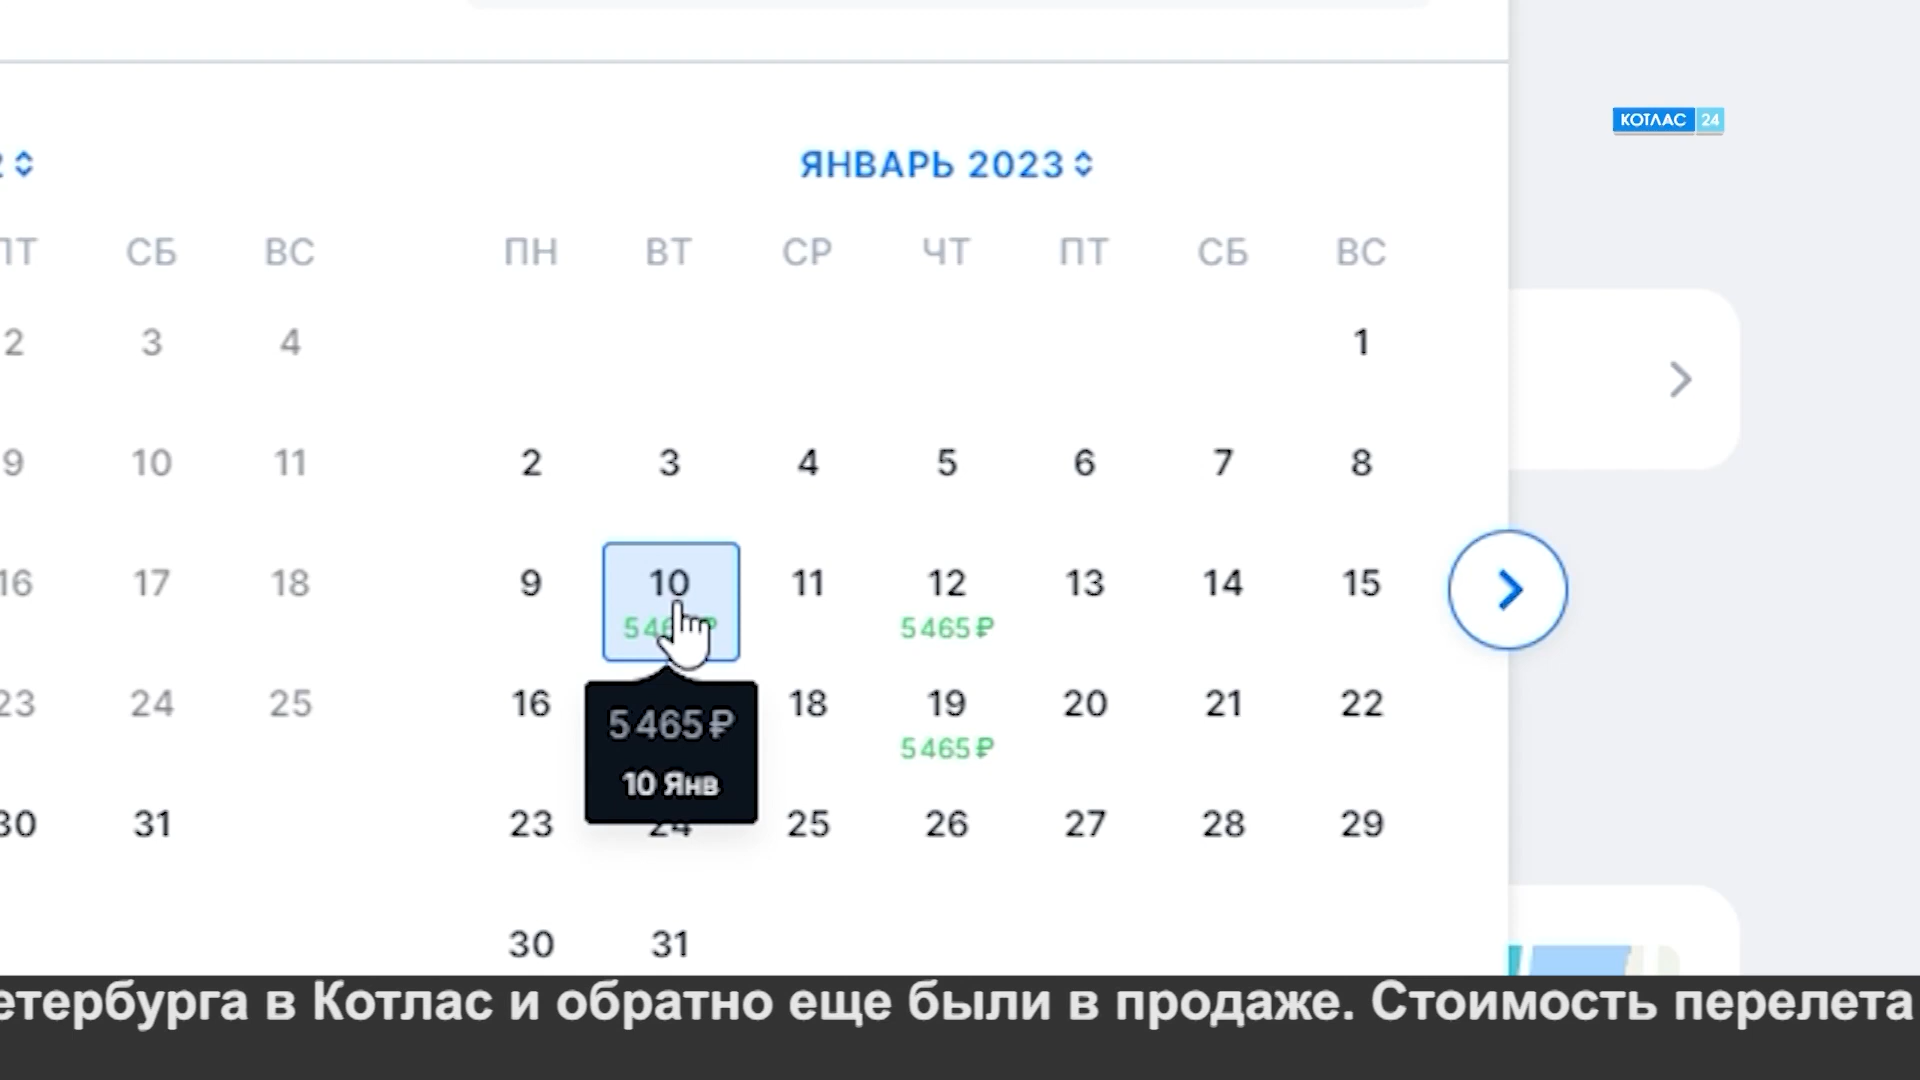 КОТЛАС 24
ЯНВАРЬ 2023
СБ ВС ПН ВТ СР ЧТ ПТ СБ ВС
2 3 4 1
9 10 11 2 3 4 5 6 7 8
16 17 18 9 10 11 12 13 14 15
5 465 ₽
23 24 25 16 18 19 20 21 22
5 465 ₽ 5 465 ₽
10 Янв
30 31 23 24 25 26 27 28 29
30 31
в Котлас и обратно еще были в продаже. Стоимость перелета